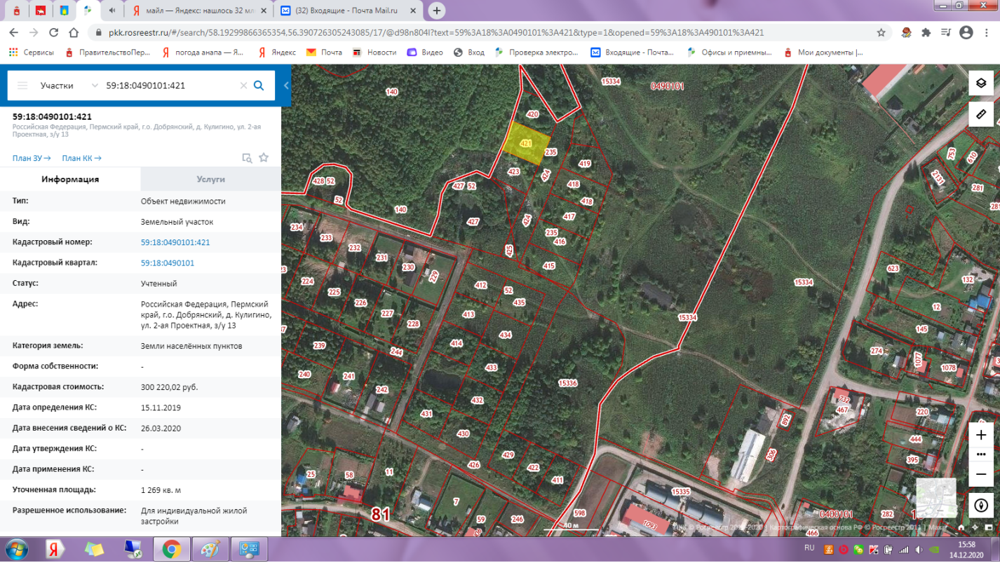 майл — Яндекс: нашлось 32 мл
(32) Входящие - Почта Mail.ru
pkk.rosreestr.ru/#/search/58.19299866365354,56.390726305243085/17/@d98n804l?text=59%3A18%3A0490101%3A421&type=1&opened=59%3A18%3A490101%3A421
Сервисы ПравительствоПер... погода анапа — Я... Яндекс Почта Новости Видео Вход Проверка электро... Входящие - Почта... Офисы и приемны... Мои документы |...
Участки 59:18:0490101:421
59:18:0490101:421
Российская Федерация, Пермский край, г.о. Добрянский, д. Кулигино, ул. 2-ая
Проектная, з/у 13
План ЗУ → План КК →
Информация Услуги
Тип: Объект недвижимости
Вид: Земельный участок
Кадастровый номер: 59:18:0490101:421
Кадастровый квартал: 59:18:0490101
Статус: Учтенный
Адрес: Российская Федерация, Пермский
край, г.о. Добрянский, д. Кулигино,
ул. 2-ая Проектная, з/у 13
Категория земель: Земли населённых пунктов
Форма собственности: -
Кадастровая стоимость: 300 220,02 руб.
Дата определения КС: 15.11.2019
Дата внесения сведений о КС: 26.03.2020
Дата утверждения КС: -
Дата применения КС: -
Уточненная площадь: 1 269 кв. м
Разрешенное использование: Для индивидуальной жилой
застройки
15334
0490101
140
420
421
235
753
610
419
423
424
2131
428 52
418
427 52
281
52
418
140
417
427
424
234
235
233
416
232
425
231
415
230
623
229
132
224
412
15334
52
225
226
435
12
227
413
15334
228
145
434
414
239
274
244
1077
433
240
1078
241
15336
242
432
732
467
431
220
892
430
444
306
429
395
426
422
11
25
58
411
15335
7
81
598
0400101
282
59
246
1093
466
40 м
Картографическая основа РФ © Росреестр 2011 | Maxar
RU
15:58
14.12.2020